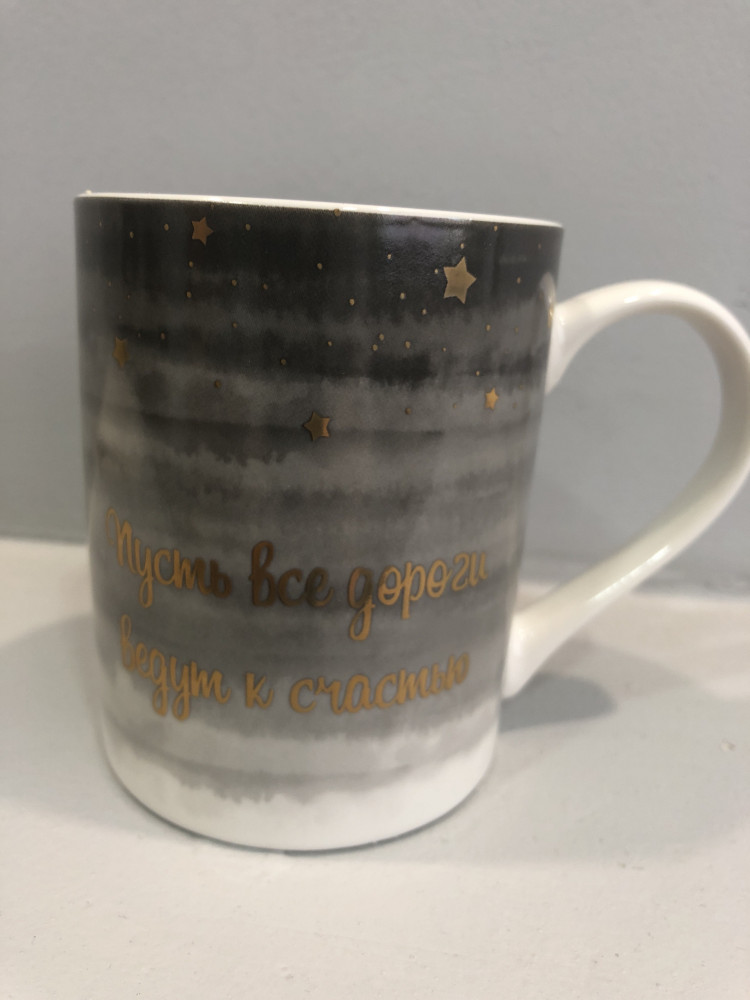 Пусть все дороги
ведут к счастью